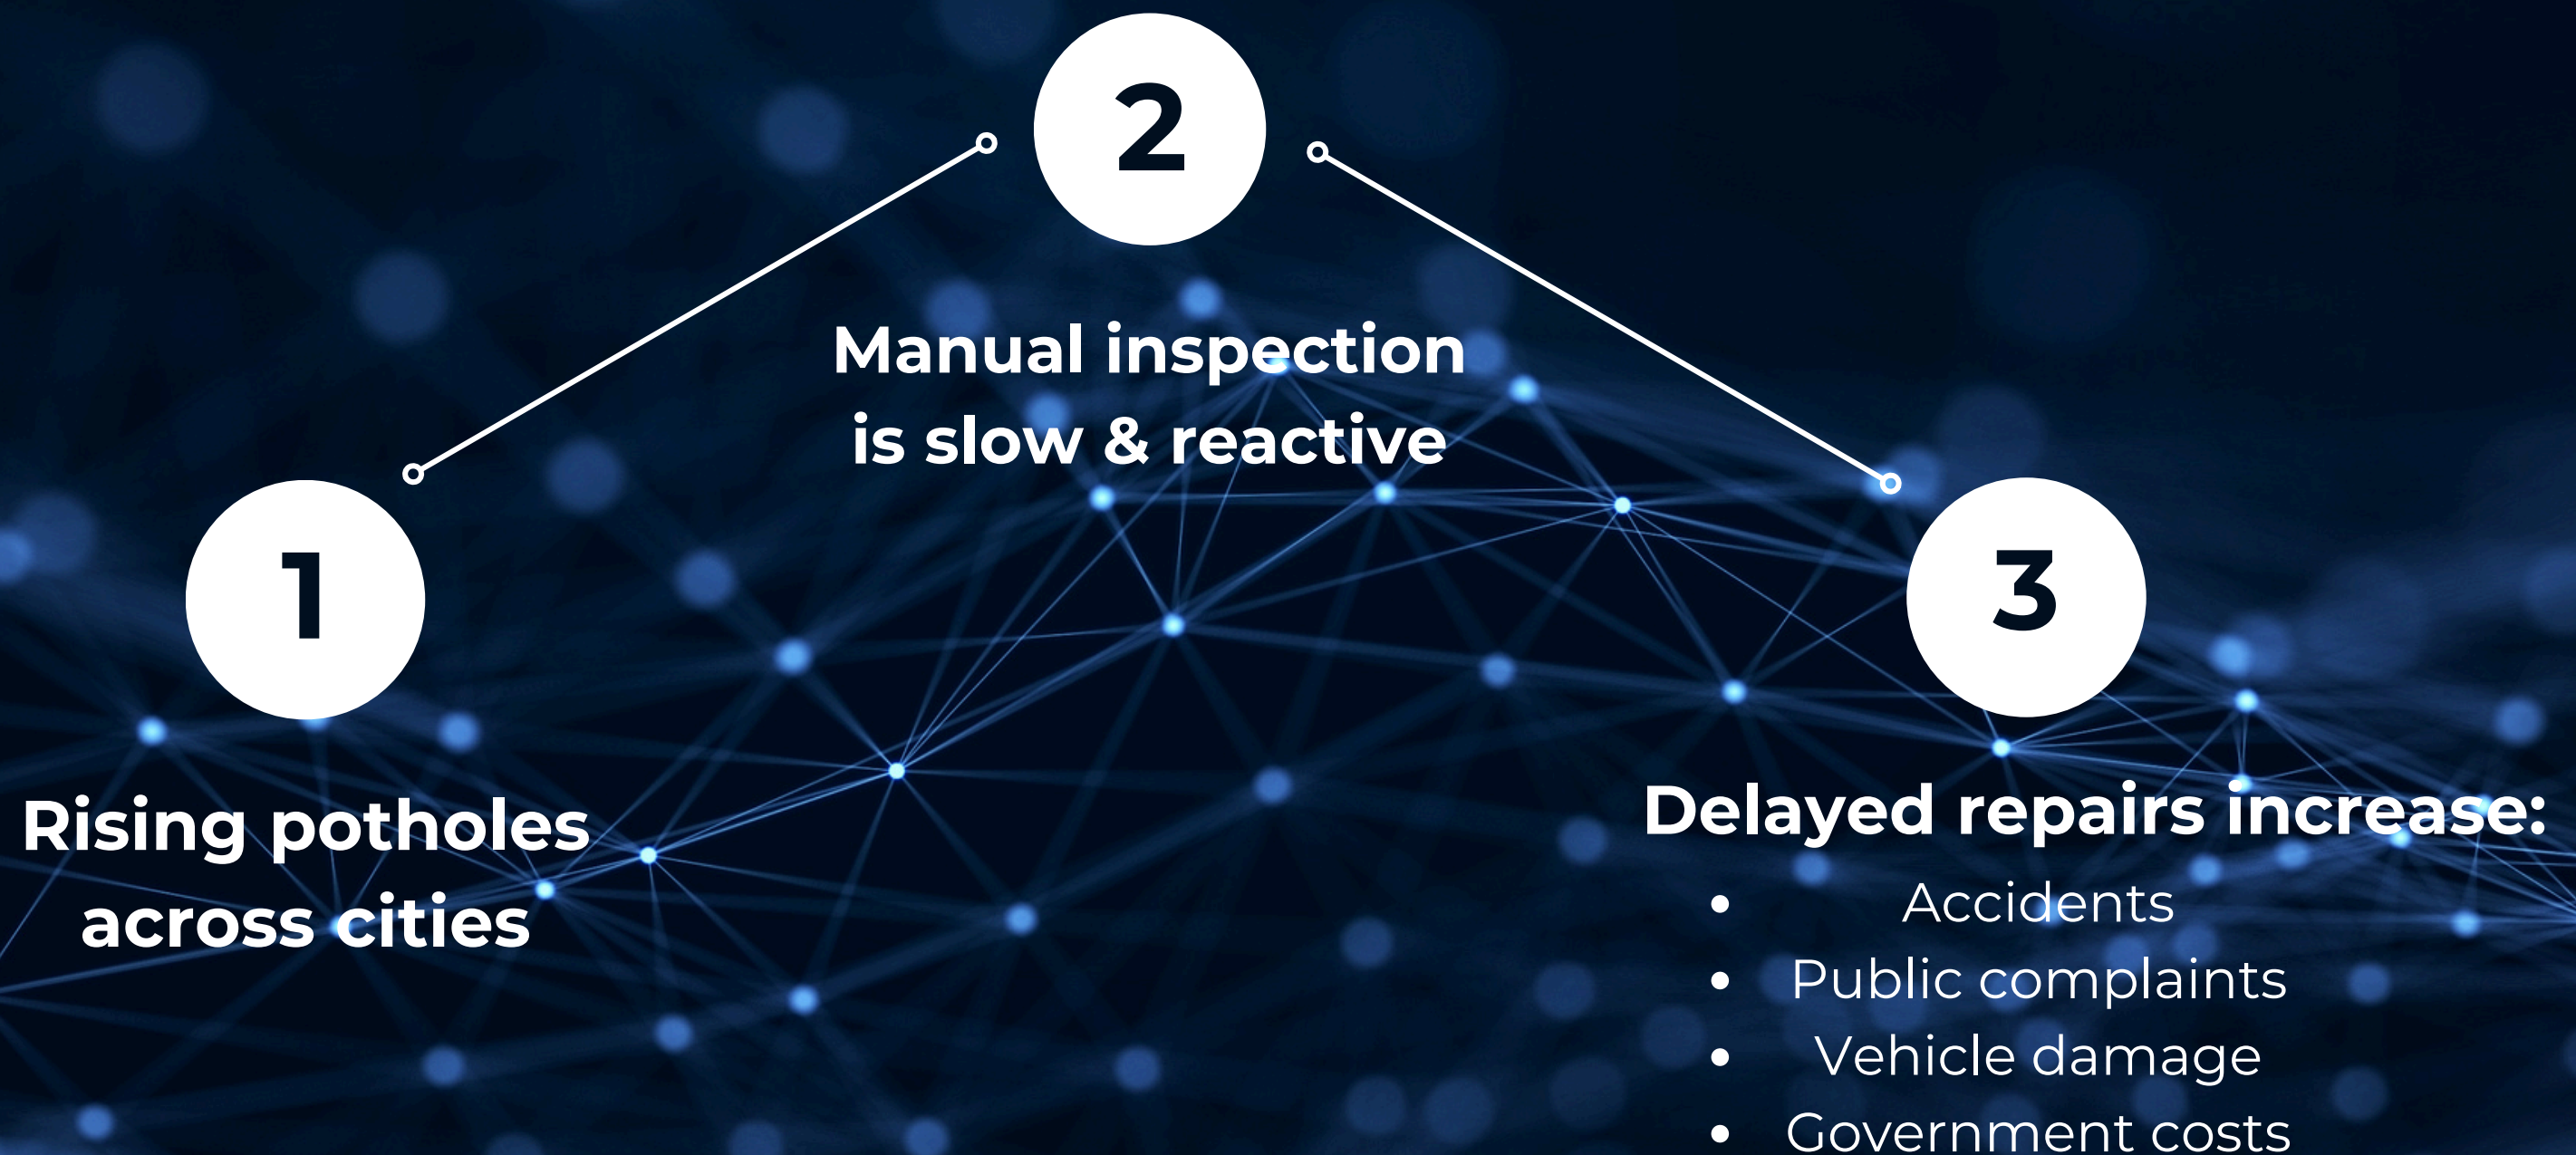 1
Rising potholes
across cities
2
Manual inspection
is slow & reactive
3
Delayed repairs increase:
• Accidents
• Public complaints
• Vehicle damage
• Government costs